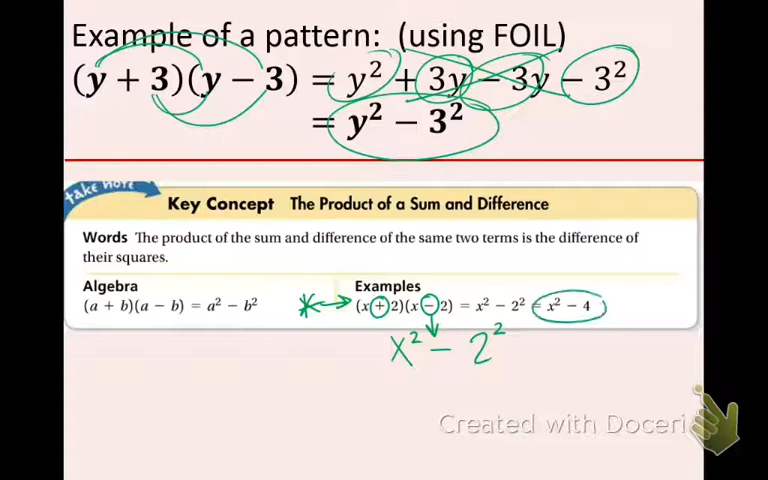 Example of a pattern: (using FOIL)
(y + 3)(y − 3) = y² + 3y − 3y − 3²
= y² − 3²
TAKE NOTE
Key Concept The Product of a Sum and Difference
Words The product of the sum and difference of the same two terms is the difference of
their squares.
Algebra
(a + b)(a − b) = a² − b²
Examples
(x + 2)(x − 2) = x² − 2² = x² − 4
x² − 2²
Created with Doceri